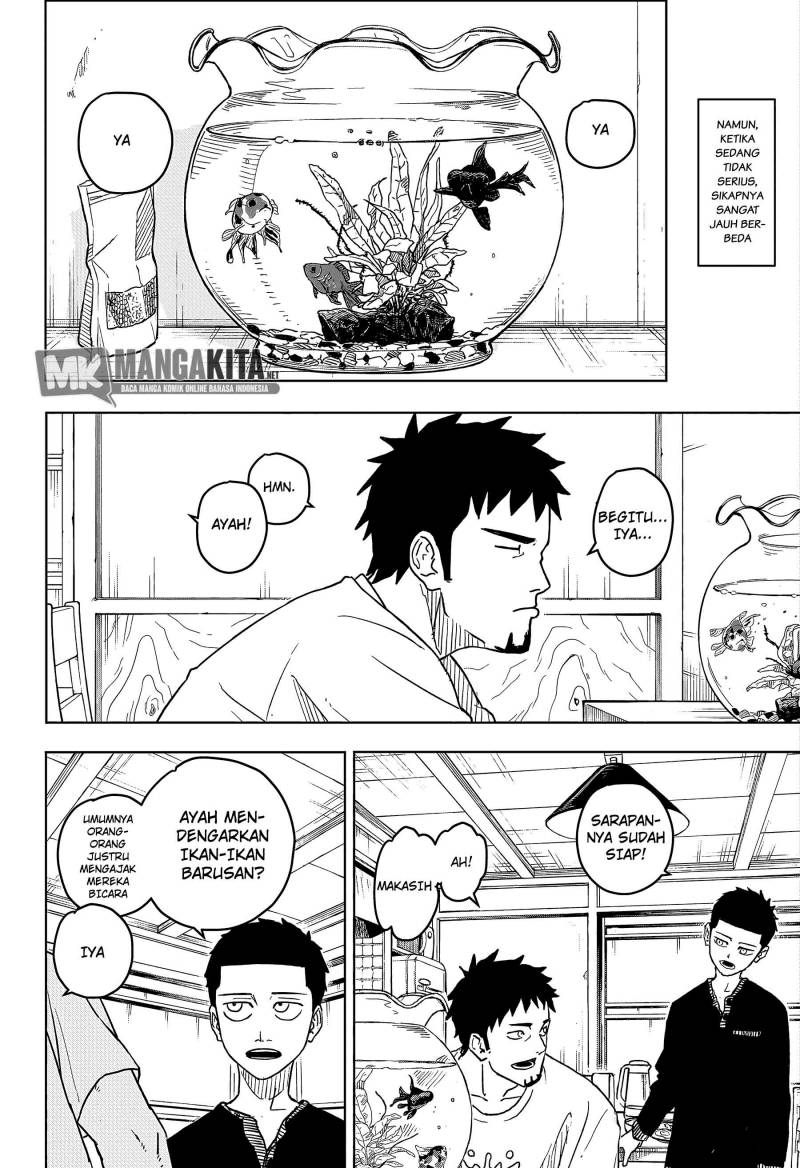 NAMUN,
KETIKA
SEDANG
TIDAK
SERIUS,
SIKAPNYA
SANGAT
JAUH BER-
BEDA
YA
YA
MK MANGAKITA.NET
BACA MANGA KOMIK ONLINE BAHASA INDONESIA
BEGITU...
IYA...
HMN.
AYAH!
SARAPAN-
NYA SUDAH
SIAP!
AH!
MAKASIH
AYAH MEN-
DENGARKAN
IKAN-IKAN
BARUSAN?
UMUMNYA
ORANG-
ORANG
JUSTRU
MENGAJAK
MEREKA
BICARA
IYA